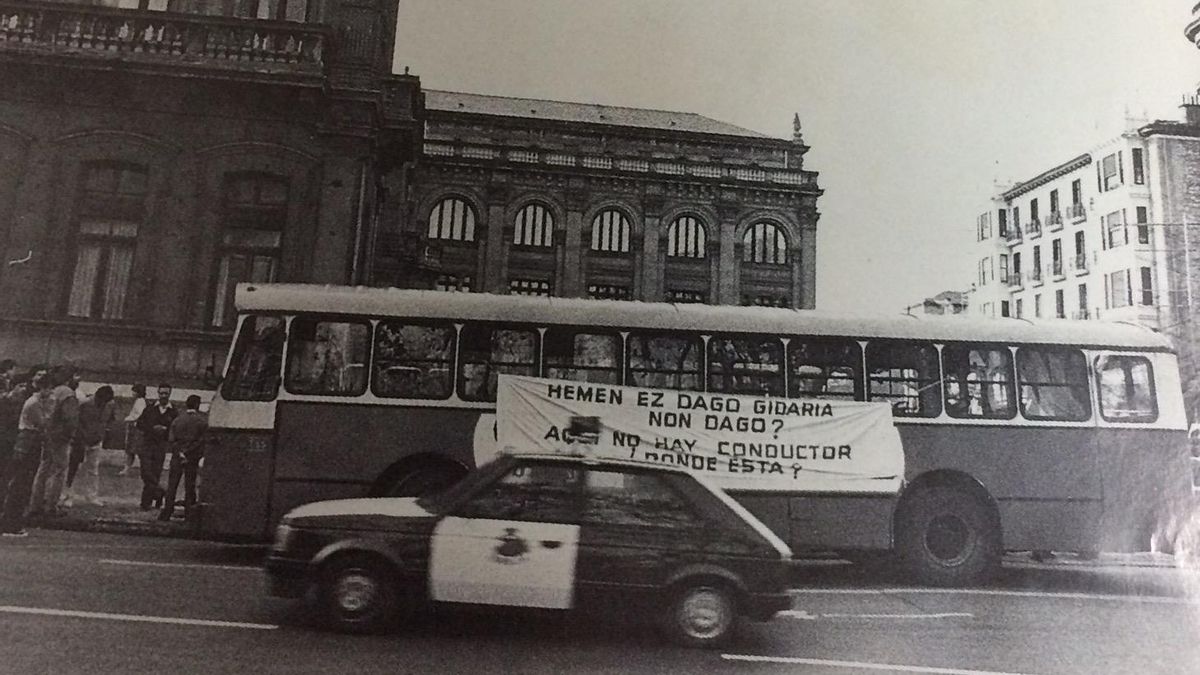 HEMEN EZ DAGO GIDARIA
NON DAGO?
AQUI NO HAY CONDUCTOR
¿DONDE ESTA?